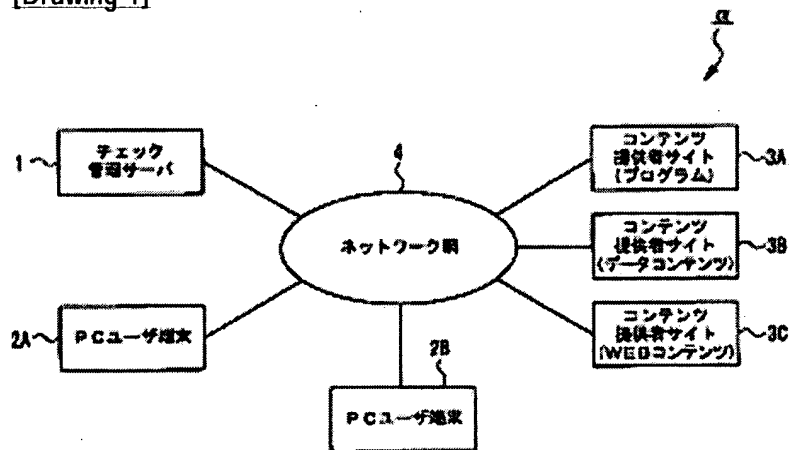 [Drawing 1]
α
チェック
管理サーバ
1
4
コンテンツ
提供者サイト
(プログラム)
3A
ネットワーク網
コンテンツ
提供者サイト
(データコンテンツ)
3B
2A
PCユーザ端末
コンテンツ
提供者サイト
(WEBコンテンツ)
3C
2B
PCユーザ端末